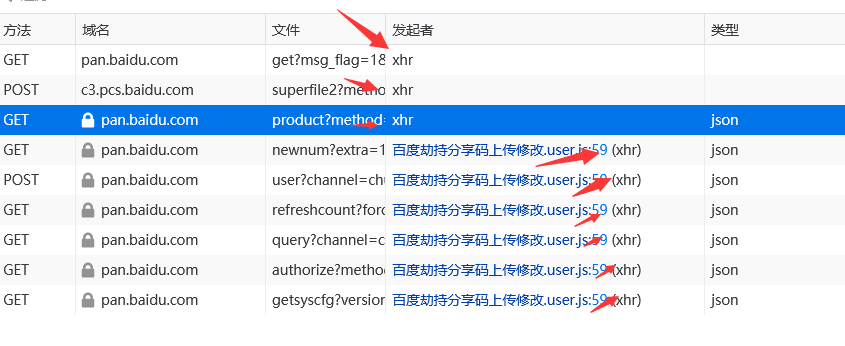 方法 域名 文件 发起者 类型
GET pan.baidu.com get?msg_flag=1& xhr
POST c3.pcs.baidu.com superfile2?metho xhr
GET pan.baidu.com product?method= xhr json
GET pan.baidu.com newnum?extra=1 百度劫持分享码上传修改.user.js:59 (xhr) json
POST pan.baidu.com user?channel=chu 百度劫持分享码上传修改.user.js:59 (xhr) json
GET pan.baidu.com refreshcount?forc 百度劫持分享码上传修改.user.js:59 (xhr) json
GET pan.baidu.com query?channel=c 百度劫持分享码上传修改.user.js:59 (xhr) json
GET pan.baidu.com authorize?method 百度劫持分享码上传修改.user.js:59 (xhr) json
GET pan.baidu.com getsyscfg?version 百度劫持分享码上传修改.user.js:59 (xhr) json